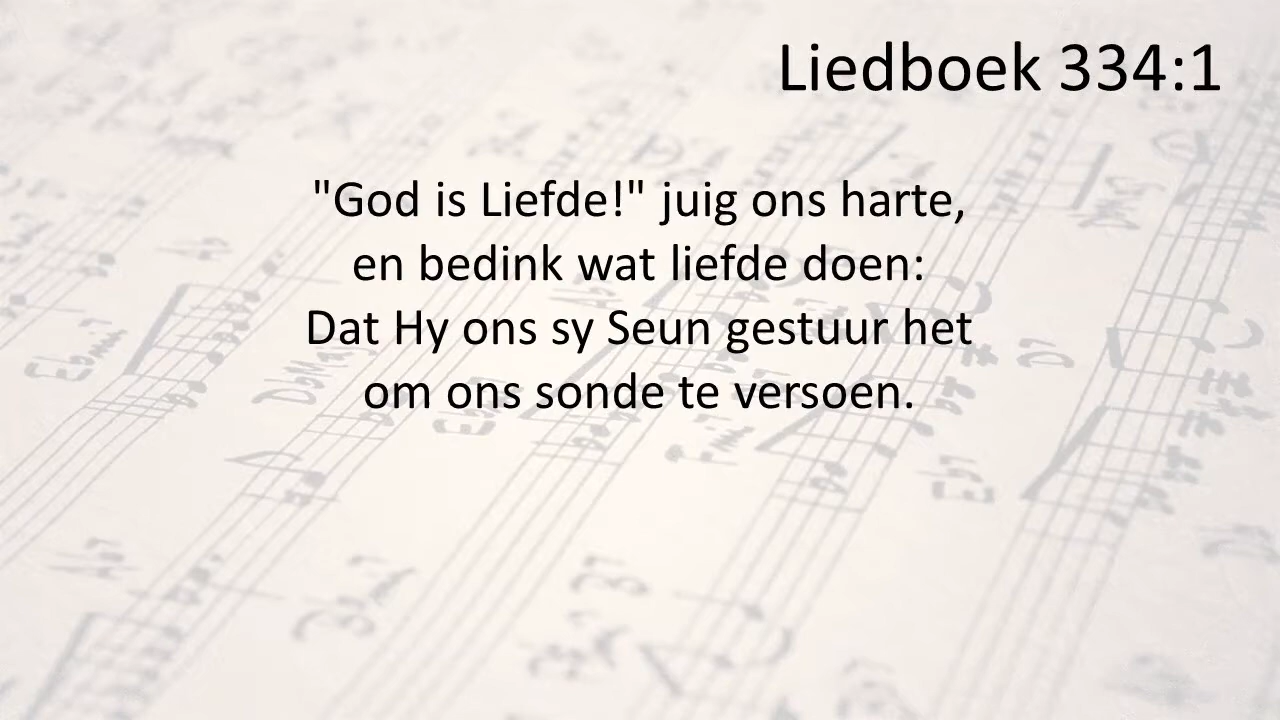 Liedboek 334:1
"God is Liefde!" juig ons harte,
en bedink wat liefde doen:
Dat Hy ons sy Seun gestuur het
om ons sonde te versoen.